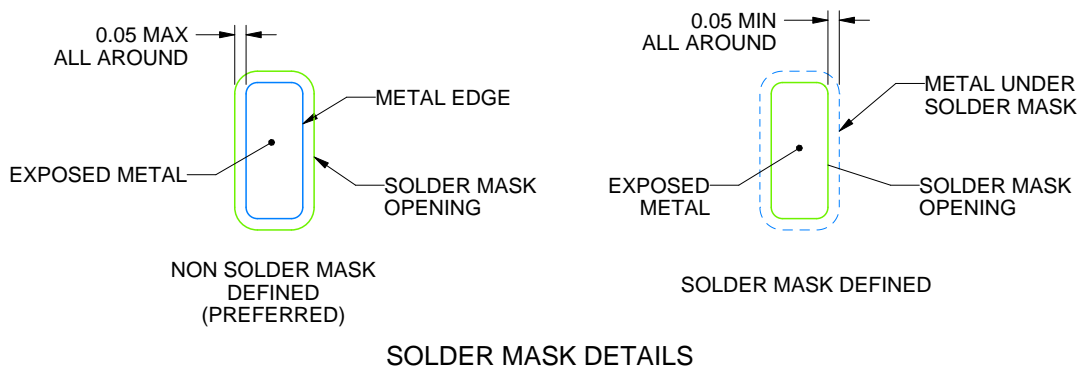 0.05 MAX
ALL AROUND
METAL EDGE
EXPOSED METAL
SOLDER MASK
OPENING
NON SOLDER MASK
DEFINED
(PREFERRED)
0.05 MIN
ALL AROUND
METAL UNDER
SOLDER MASK
EXPOSED
METAL
SOLDER MASK
OPENING
SOLDER MASK DEFINED
SOLDER MASK DETAILS